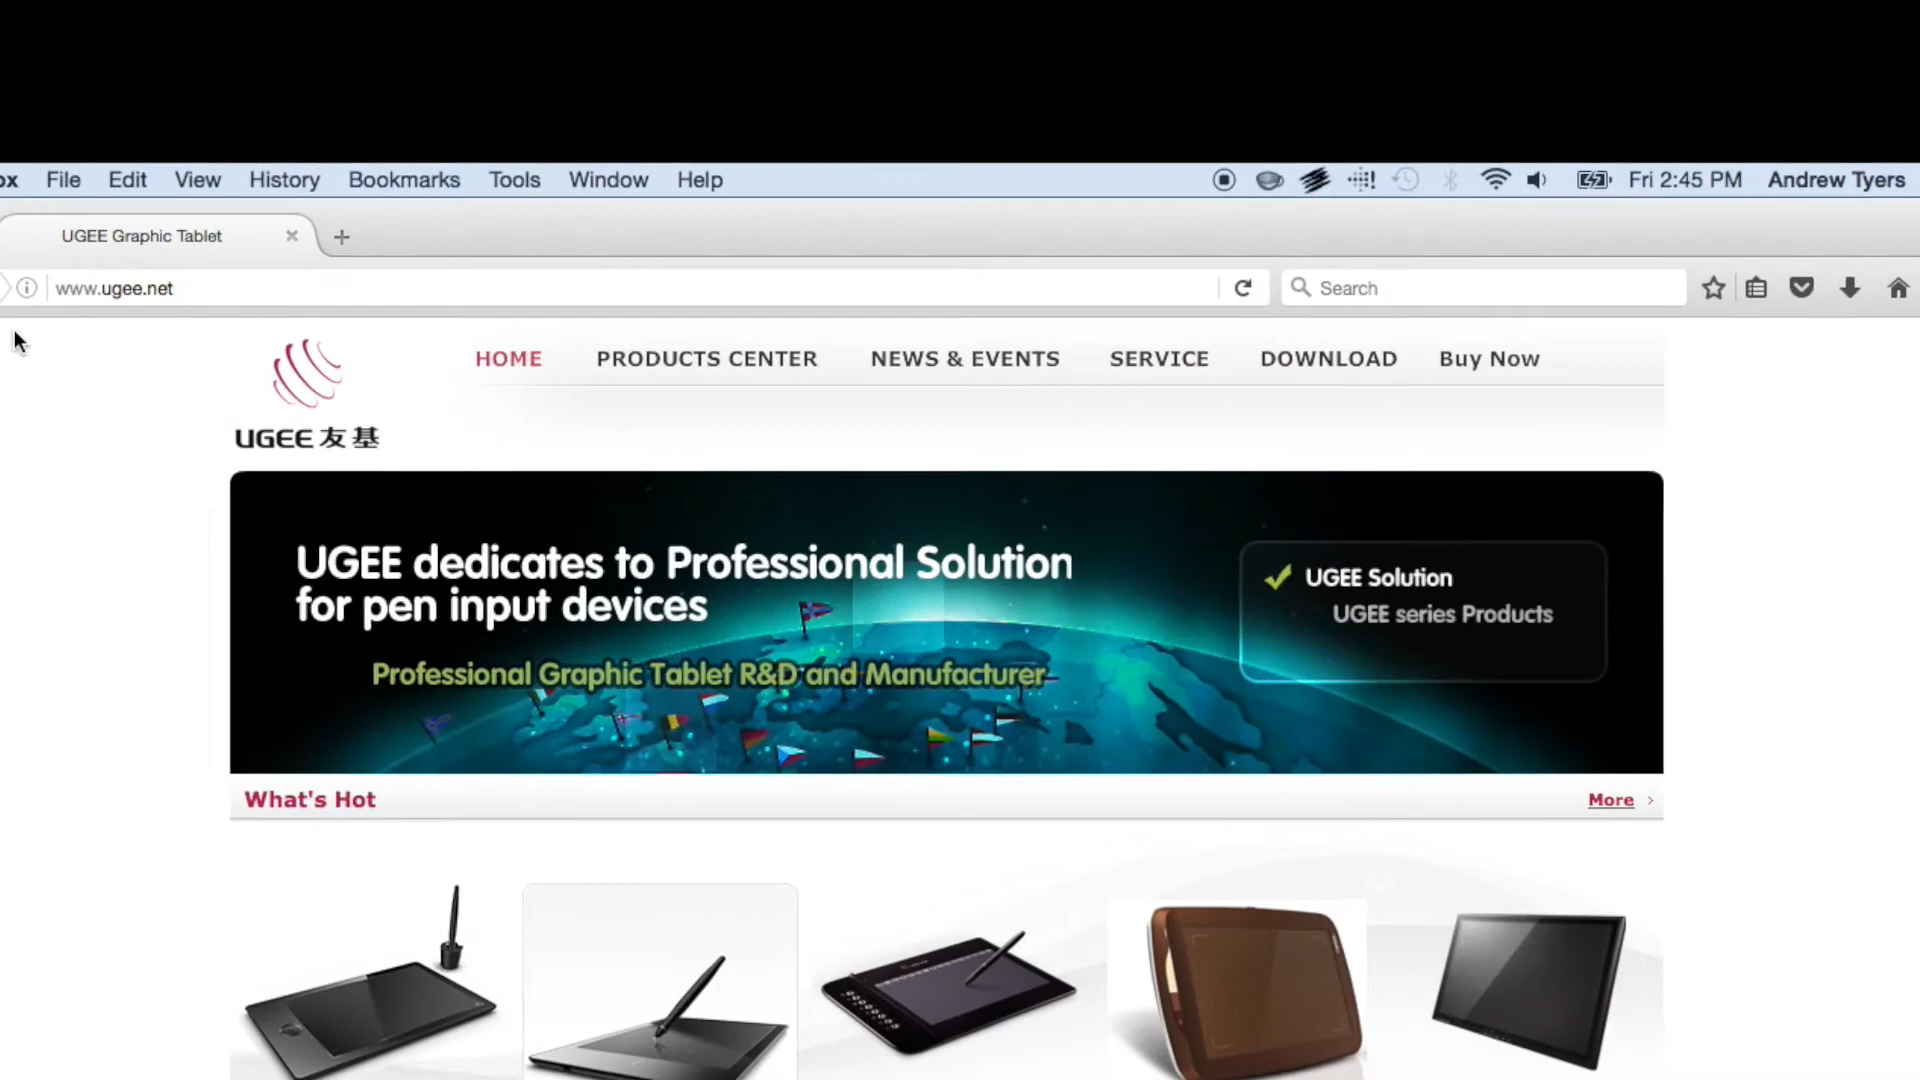 ox File Edit View History Bookmarks Tools Window Help Fri 2:45 PM Andrew Tyers
UGEE Graphic Tablet
www.ugee.net Search
HOME PRODUCTS CENTER NEWS & EVENTS SERVICE DOWNLOAD Buy Now
UGEE 友基
UGEE dedicates to Professional Solution
for pen input devices
Professional Graphic Tablet R&D and Manufacturer
UGEE Solution
UGEE series Products
What's Hot More